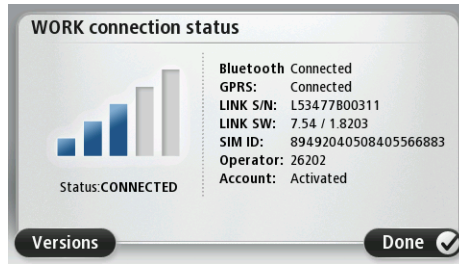 WORK connection status
Bluetooth Connected
GPRS: Connected
LINK S/N: L53477B00311
LINK SW: 7.54 / 1.8203
SIM ID: 89492040508405566883
Operator: 26202
Account: Activated
Status:CONNECTED
Versions
Done